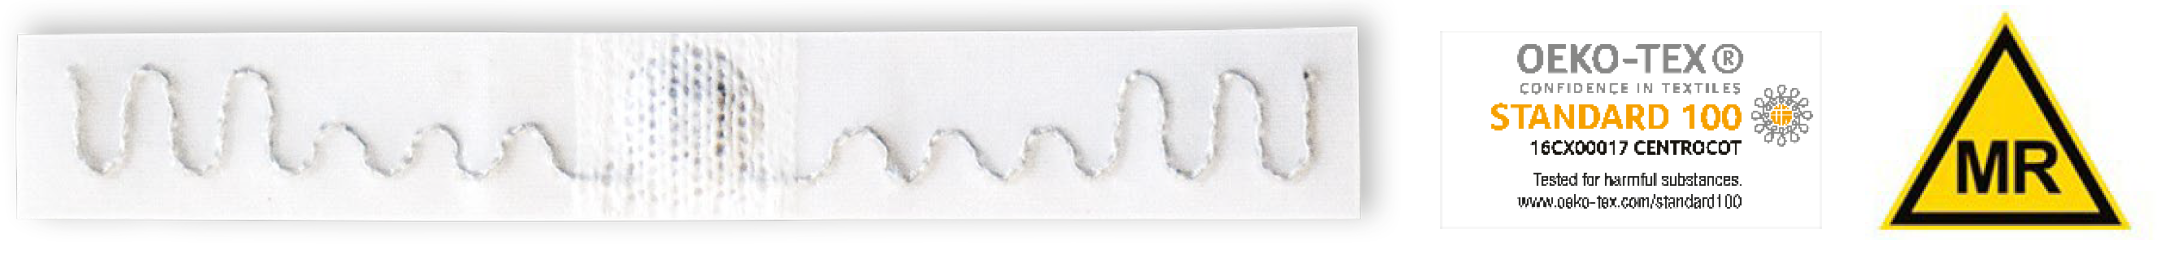 OEKO-TEX®
CONFIDENCE IN TEXTILES
STANDARD 100
16CX00017 CENTROCOT
Tested for harmful substances.
www.oeko-tex.com/standard100
MR